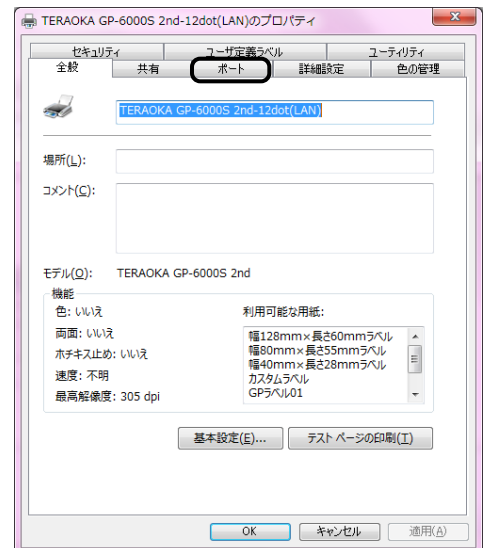 TERAOKA GP-6000S 2nd-12dot(LAN)のプロパティ
セキュリティ ユーザ定義ラベル ユーティリティ
全般 共有 ポート 詳細設定 色の管理
TERAOKA GP-6000S 2nd-12dot(LAN)
場所(L):
コメント(C):
モデル(O): TERAOKA GP-6000S 2nd
機能
色: いいえ 利用可能な用紙:
両面: いいえ 幅128mm×長さ60mmラベル
ホチキス止め: いいえ 幅80mm×長さ55mmラベル
幅40mm×長さ28mmラベル
速度: 不明 カスタムラベル
最高解像度: 305 dpi GPラベル01
基本設定(E)... テスト ページの印刷(T)
OK キャンセル 適用(A)